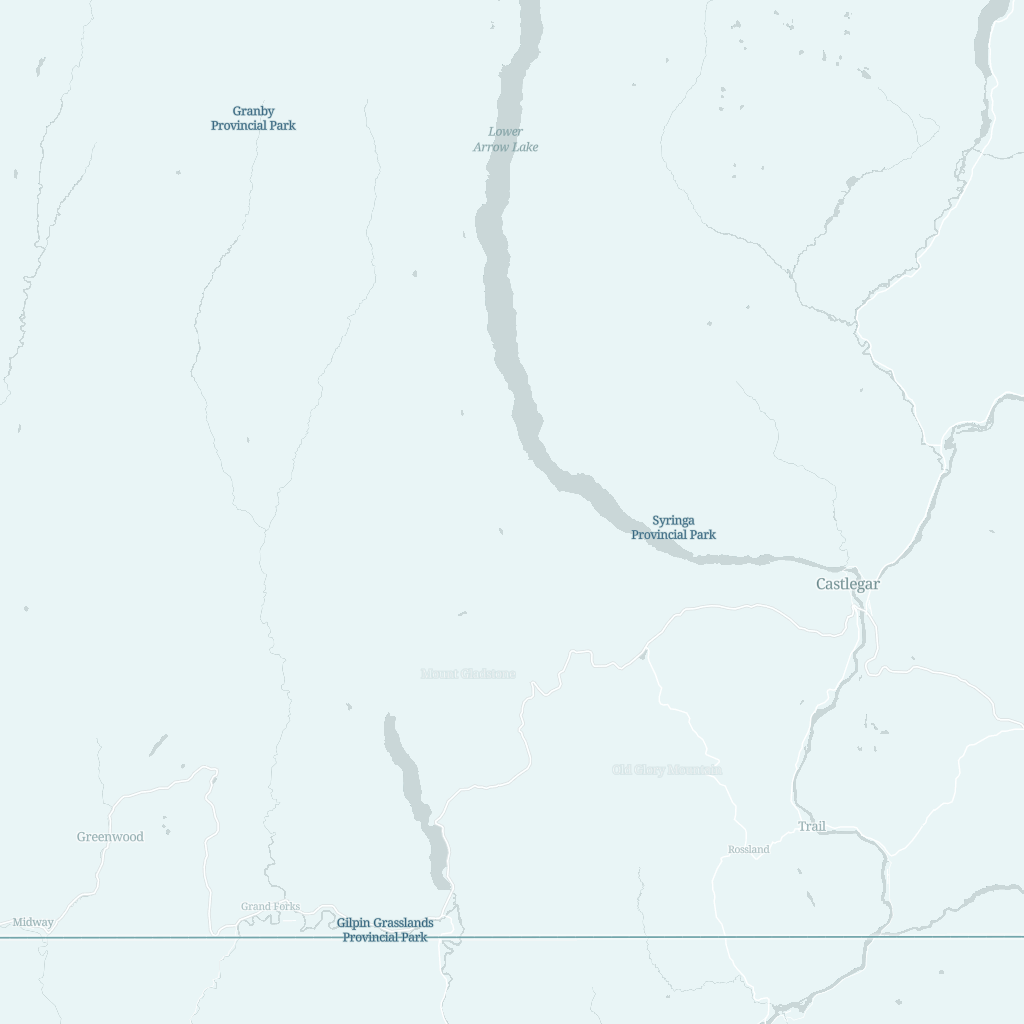 Granby
Provincial Park
Lower
Arrow Lake
Syringa
Provincial Park
Castlegar
Mount Gladstone
Old Glory Mountain
Greenwood
Trail
Rossland
Grand Forks
Midway
Gilpin Grasslands
Provincial Park